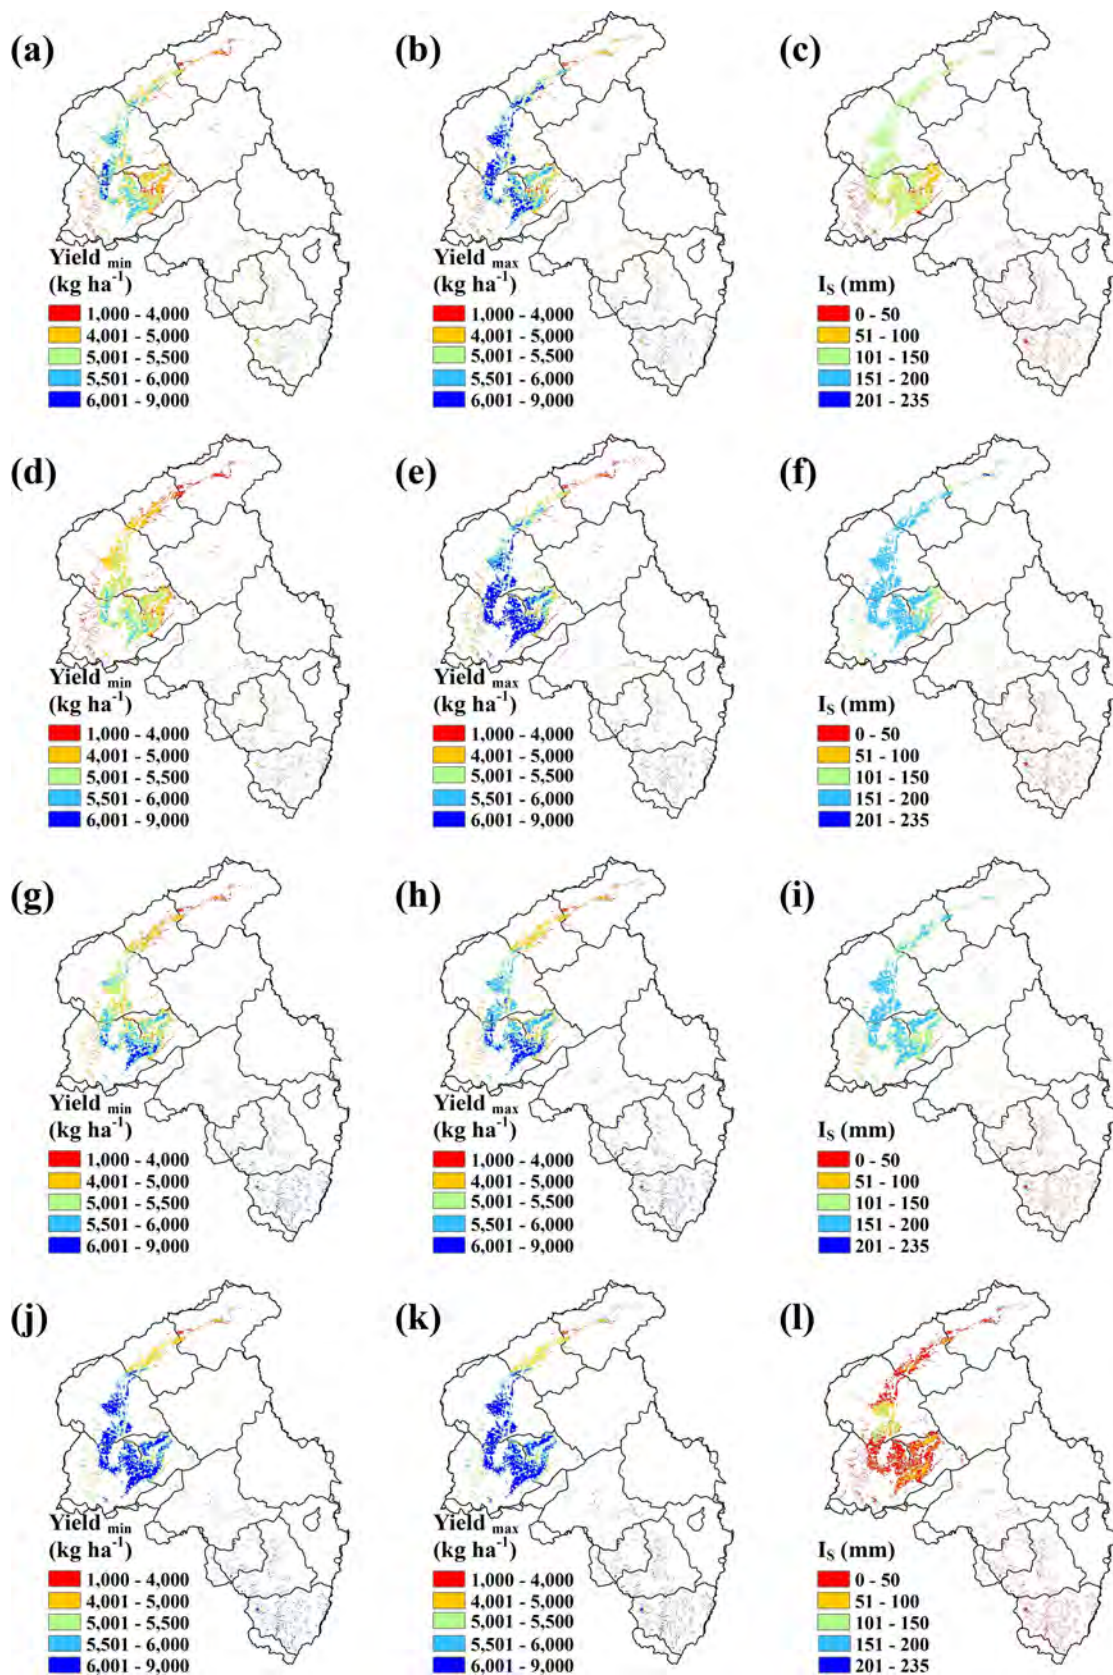 (a)
Yield min
(kg ha-1)
1,000 - 4,000
4,001 - 5,000
5,001 - 5,500
5,501 - 6,000
6,001 - 9,000
(b)
Yield max
(kg ha-1)
1,000 - 4,000
4,001 - 5,000
5,001 - 5,500
5,501 - 6,000
6,001 - 9,000
(c)
IS (mm)
0 - 50
51 - 100
101 - 150
151 - 200
201 - 235
(d)
Yield min
(kg ha-1)
1,000 - 4,000
4,001 - 5,000
5,001 - 5,500
5,501 - 6,000
6,001 - 9,000
(e)
Yield max
(kg ha-1)
1,000 - 4,000
4,001 - 5,000
5,001 - 5,500
5,501 - 6,000
6,001 - 9,000
(f)
IS (mm)
0 - 50
51 - 100
101 - 150
151 - 200
201 - 235
(g)
Yield min
(kg ha-1)
1,000 - 4,000
4,001 - 5,000
5,001 - 5,500
5,501 - 6,000
6,001 - 9,000
(h)
Yield max
(kg ha-1)
1,000 - 4,000
4,001 - 5,000
5,001 - 5,500
5,501 - 6,000
6,001 - 9,000
(i)
IS (mm)
0 - 50
51 - 100
101 - 150
151 - 200
201 - 235
(j)
Yield min
(kg ha-1)
1,000 - 4,000
4,001 - 5,000
5,001 - 5,500
5,501 - 6,000
6,001 - 9,000
(k)
Yield max
(kg ha-1)
1,000 - 4,000
4,001 - 5,000
5,001 - 5,500
5,501 - 6,000
6,001 - 9,000
(l)
IS (mm)
0 - 50
51 - 100
101 - 150
151 - 200
201 - 235